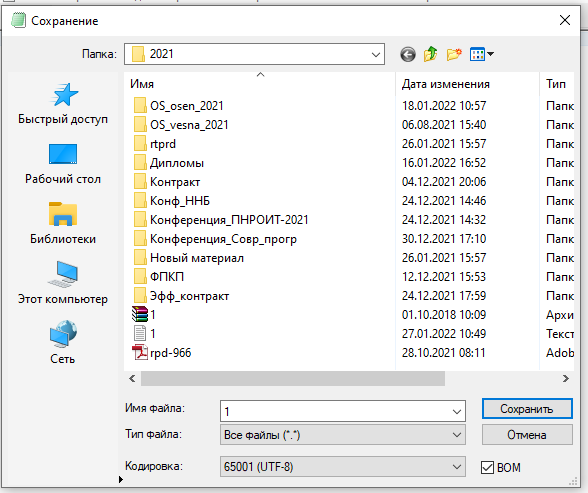 Сохранение
Папка: 2021
Имя Дата изменения Тип
OS_osen_2021 18.01.2022 10:57 Папк
OS_vesna_2021 06.08.2021 15:40 Папк
rtprd 26.01.2021 15:57 Папк
Дипломы 16.01.2022 16:52 Папк
Контракт 04.12.2021 20:06 Папк
Конф_ННБ 24.12.2021 14:46 Папк
Конференция_ПНРОИТ-2021 24.12.2021 14:32 Папк
Конференция_Совр_прогр 30.12.2021 17:10 Папк
Новый материал 26.01.2021 15:57 Папк
ФПКП 12.12.2021 15:53 Папк
Эфф_контракт 24.12.2021 17:59 Папк
1 01.10.2018 10:09 Архи
1 27.01.2022 10:49 Текст
rpd-966 28.10.2021 08:11 Adob
Быстрый доступ
Рабочий стол
Библиотеки
Этот компьютер
Сеть
Имя файла: 1 Сохранить
Тип файла: Все файлы (*.*) Отмена
Кодировка: 65001 (UTF-8) BOM